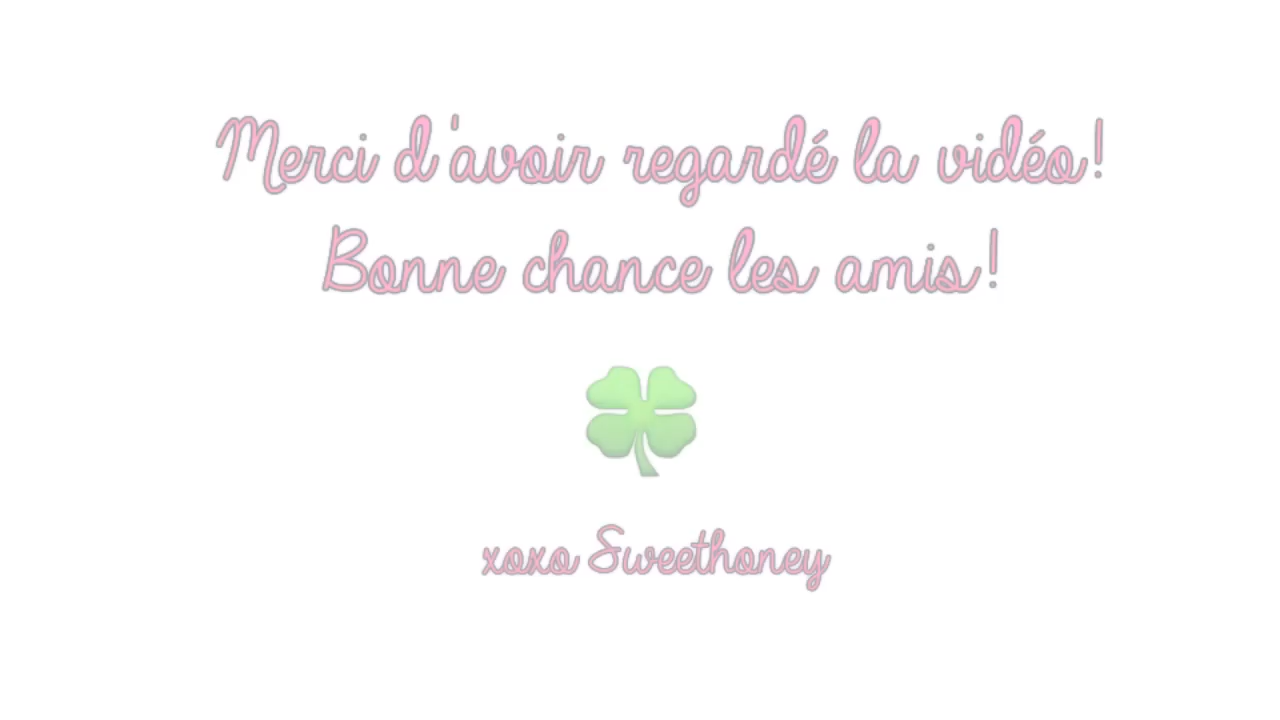 Merci d'avoir regardé la vidéo!
Bonne chance les amis!
xoxo Sweethoney